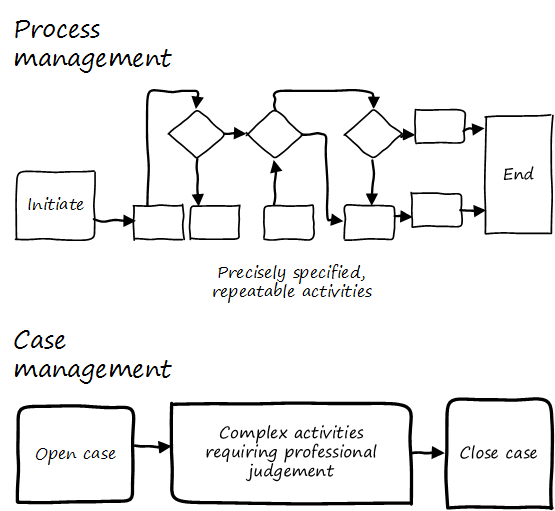 Process
management
Initiate
End
Precisely specified,
repeatable activities
Case
management
Open case
Complex activities
requiring professional
judgement
Close case